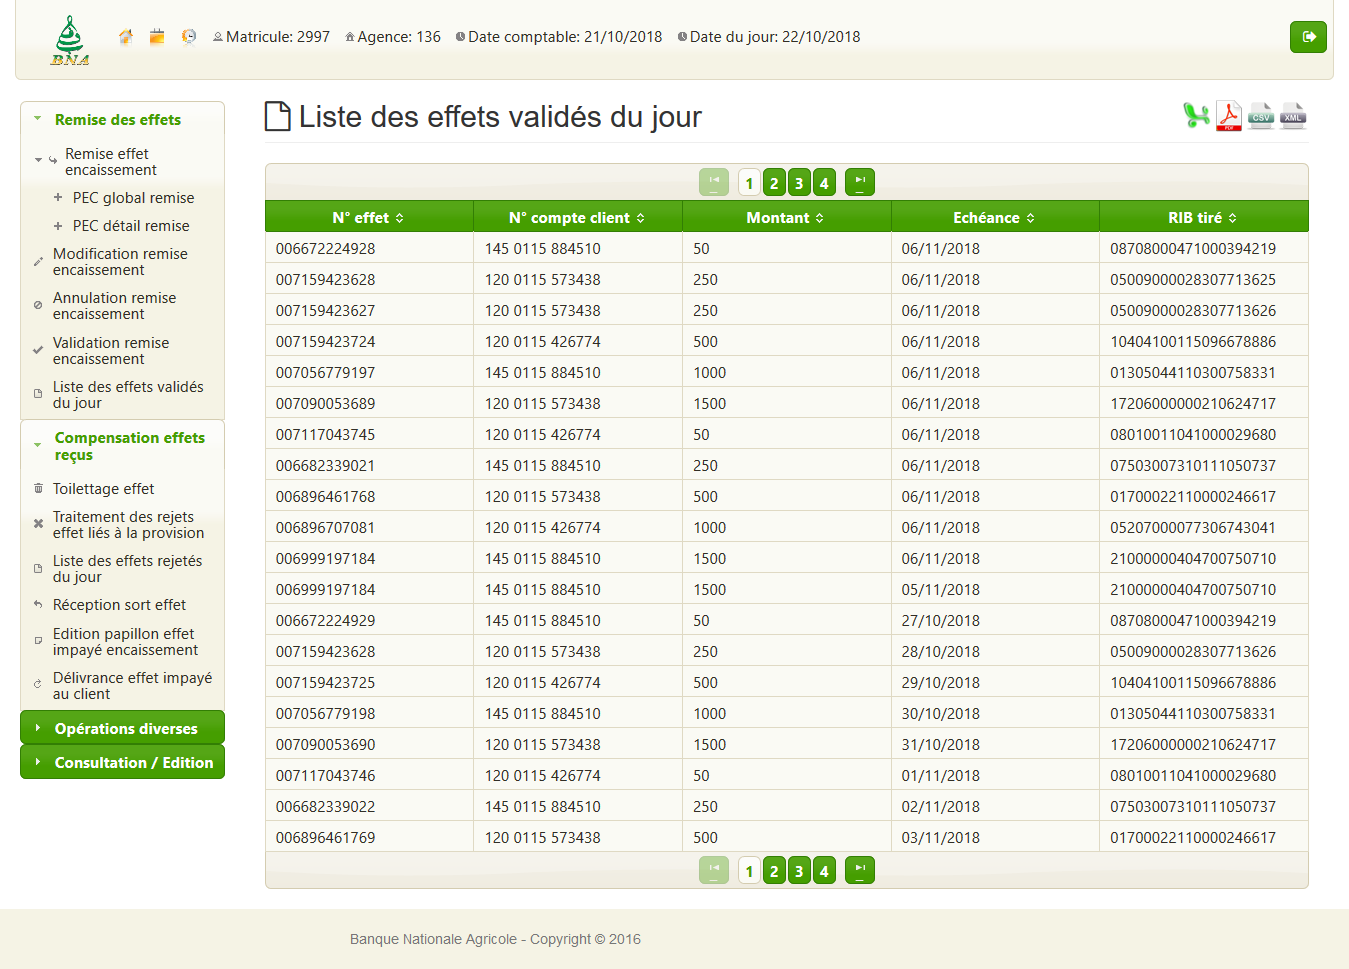 BNA
Matricule: 2997 Agence: 136 Date comptable: 21/10/2018 Date du jour: 22/10/2018
Remise des effets
Remise effet
encaissement
PEC global remise
PEC détail remise
Modification remise
encaissement
Annulation remise
encaissement
Validation remise
encaissement
Liste des effets validés
du jour
Compensation effets
reçus
Toilettage effet
Traitement des rejets
effet liés à la provision
Liste des effets rejetés
du jour
Réception sort effet
Edition papillon effet
impayé encaissement
Délivrance effet impayé
au client
Opérations diverses
Consultation / Edition
Liste des effets validés du jour
PDF CSV XML
1 2 3 4
N° effet N° compte client Montant Echéance RIB tiré
006672224928 145 0115 884510 50 06/11/2018 08708000471000394219
007159423628 120 0115 573438 250 06/11/2018 05009000028307713625
007159423627 120 0115 573438 250 06/11/2018 05009000028307713626
007159423724 120 0115 426774 500 06/11/2018 10404100115096678886
007056779197 145 0115 884510 1000 06/11/2018 01305044110300758331
007090053689 120 0115 573438 1500 06/11/2018 17206000000210624717
007117043745 120 0115 426774 50 06/11/2018 08010011041000029680
006682339021 145 0115 884510 250 06/11/2018 07503007310111050737
006896461768 120 0115 573438 500 06/11/2018 01700022110000246617
006896707081 120 0115 426774 1000 06/11/2018 05207000077306743041
006999197184 145 0115 884510 1500 06/11/2018 21000000404700750710
006999197184 145 0115 884510 1500 05/11/2018 21000000404700750710
006672224929 145 0115 884510 50 27/10/2018 08708000471000394219
007159423628 120 0115 573438 250 28/10/2018 05009000028307713626
007159423725 120 0115 426774 500 29/10/2018 10404100115096678886
007056779198 145 0115 884510 1000 30/10/2018 01305044110300758331
007090053690 120 0115 573438 1500 31/10/2018 17206000000210624717
007117043746 120 0115 426774 50 01/11/2018 08010011041000029680
006682339022 145 0115 884510 250 02/11/2018 07503007310111050737
006896461769 120 0115 573438 500 03/11/2018 01700022110000246617
1 2 3 4
Banque Nationale Agricole - Copyright © 2016